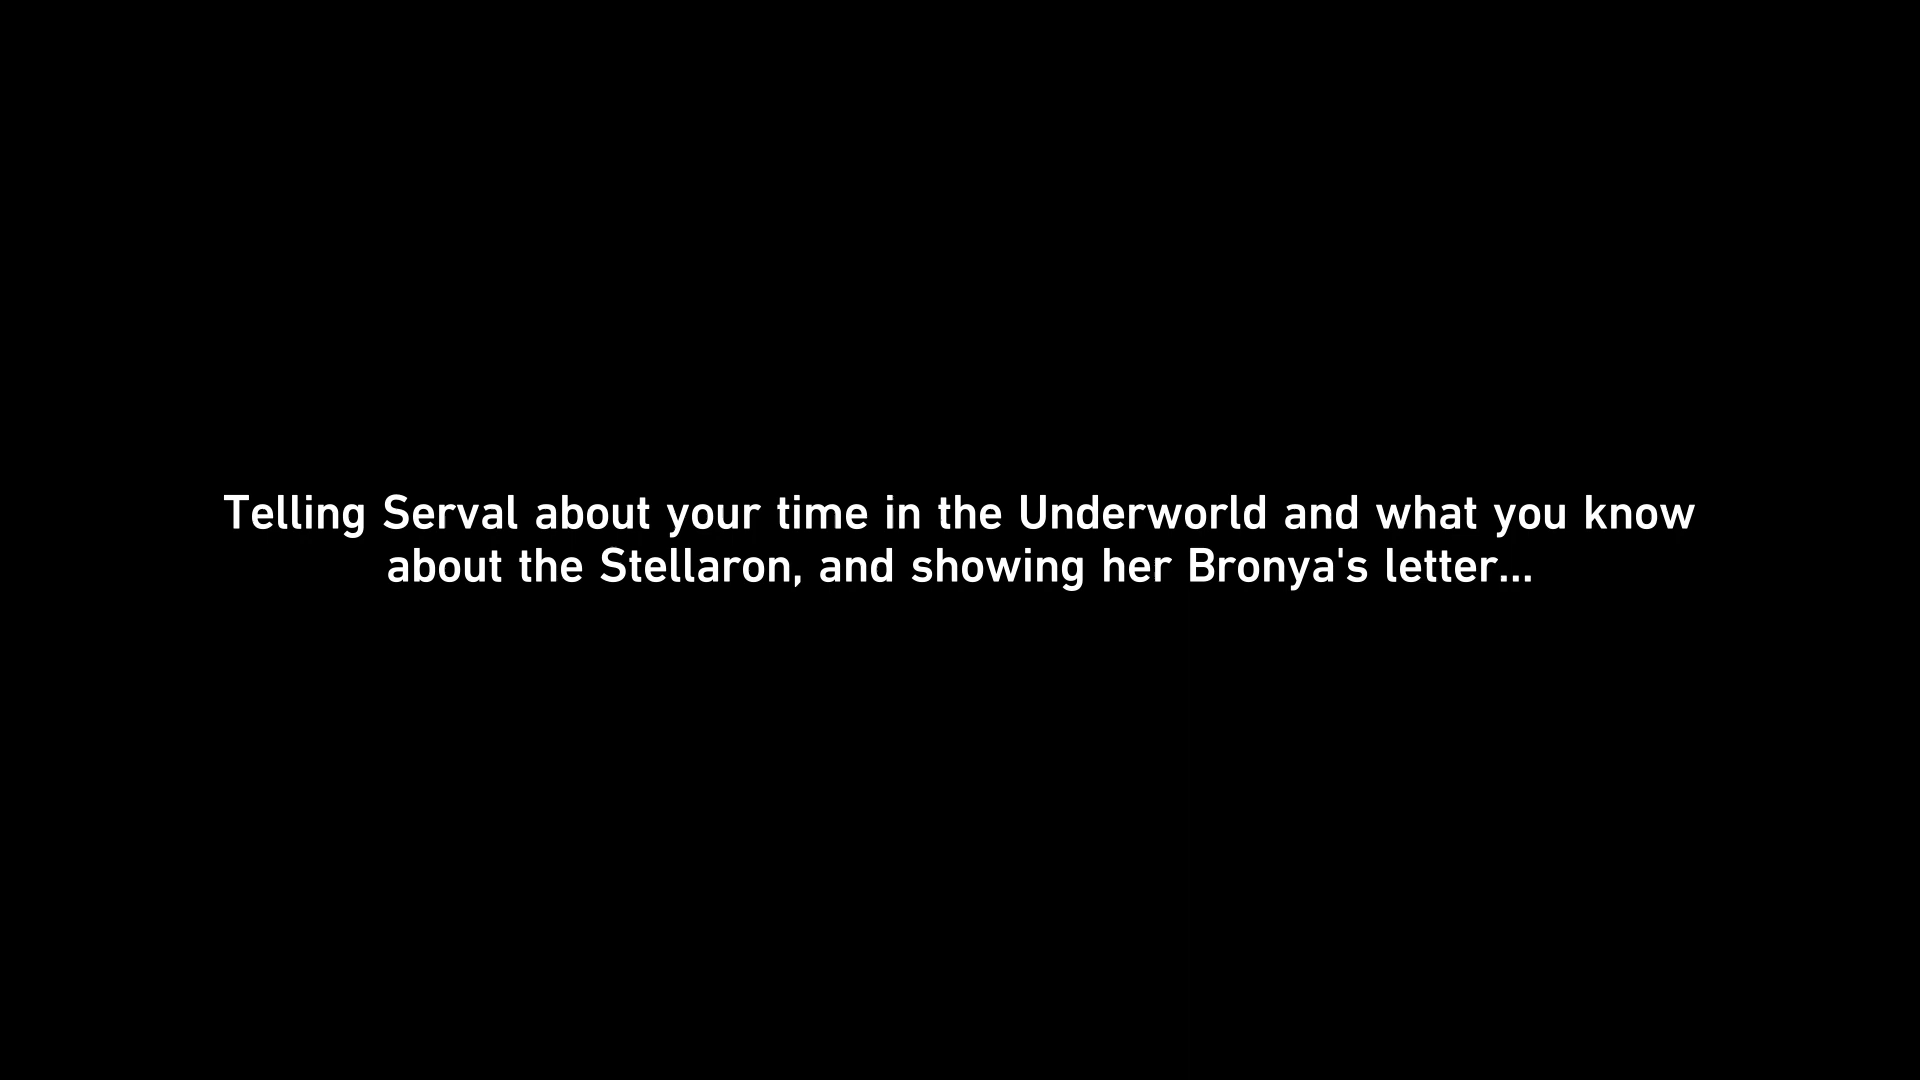 Telling Serval about your time in the Underworld and what you know
about the Stellaron, and showing her Bronya's letter...